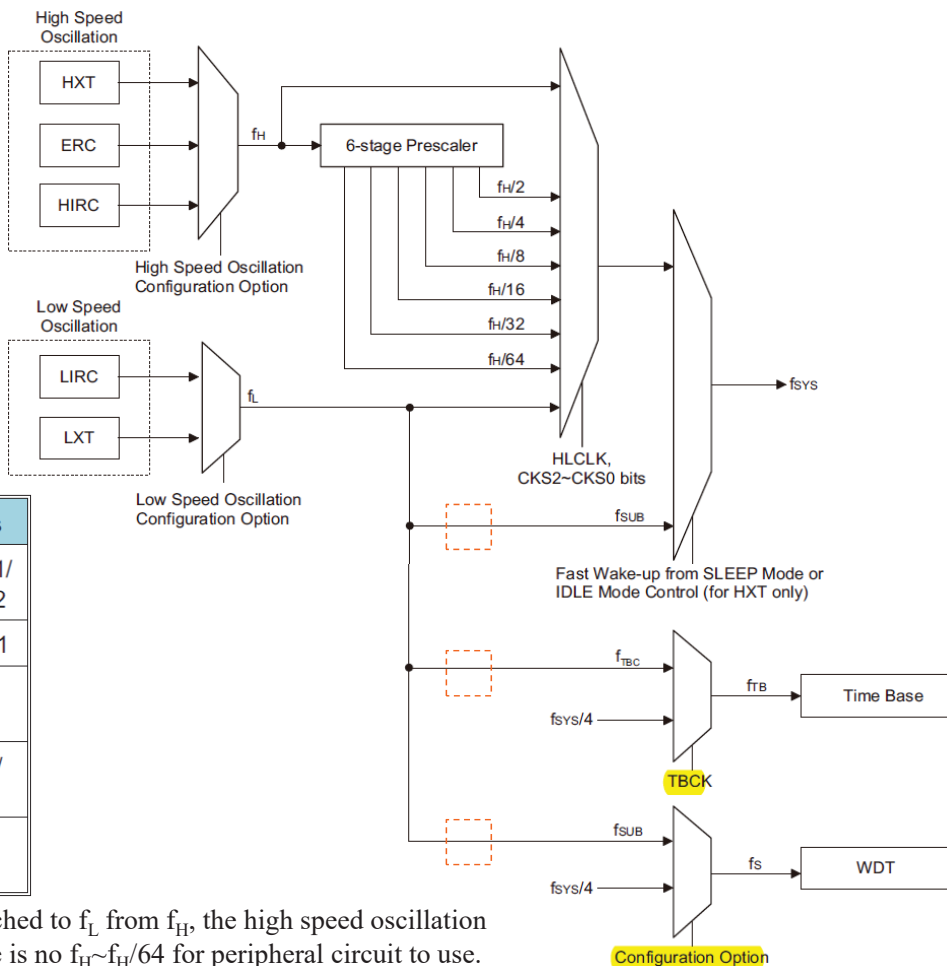 High Speed
Oscillation
HXT
ERC
HIRC
fH
6-stage Prescaler
fH/2
fH/4
fH/8
fH/16
fH/32
fH/64
High Speed Oscillation
Configuration Option
Low Speed
Oscillation
LIRC
LXT
fL
Low Speed Oscillation
Configuration Option
HLCLK,
CKS2~CKS0 bits
fSYS
fSUB
Fast Wake-up from SLEEP Mode or
IDLE Mode Control (for HXT only)
fTBC
fSYS/4
fTB
Time Base
TBCK
fSUB
fSYS/4
fS
WDT
Configuration Option
to fL from fH, the high speed oscillation
is no fH~fH/64 for peripheral circuit to use.